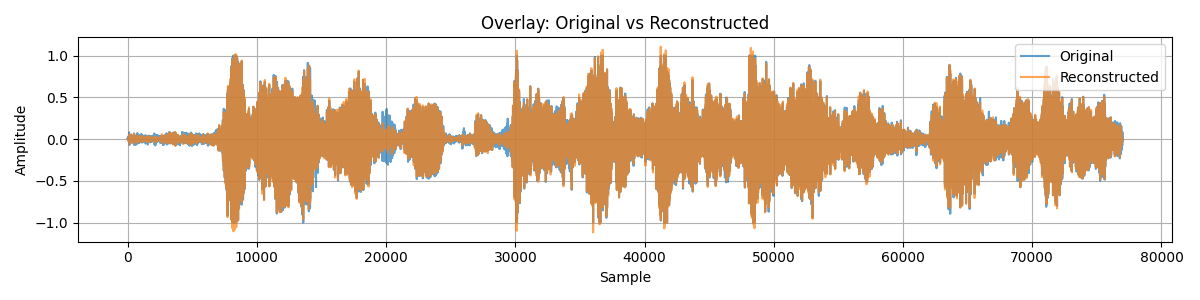 Overlay: Original vs Reconstructed
1.0
0.5
0.0
−0.5
−1.0
Amplitude
Original
Reconstructed
0 10000 20000 30000 40000 50000 60000 70000 80000
Sample